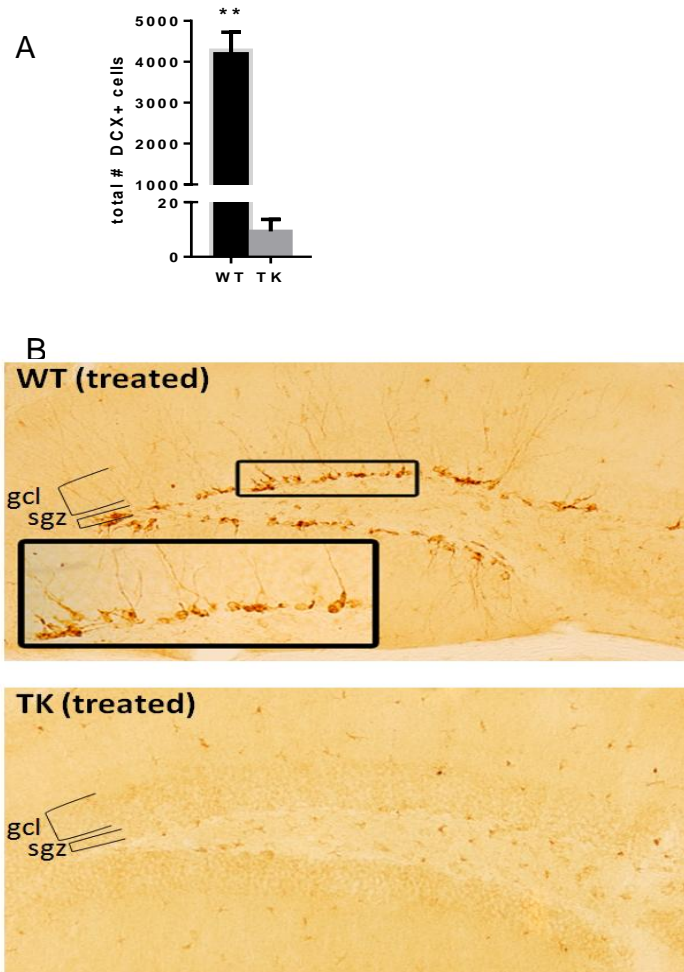 A
**
total # DCX+ cells
5000
4000
3000
2000
1000
20
0
WT TK
B
WT (treated)
gcl
sgz
TK (treated)
gcl
sgz